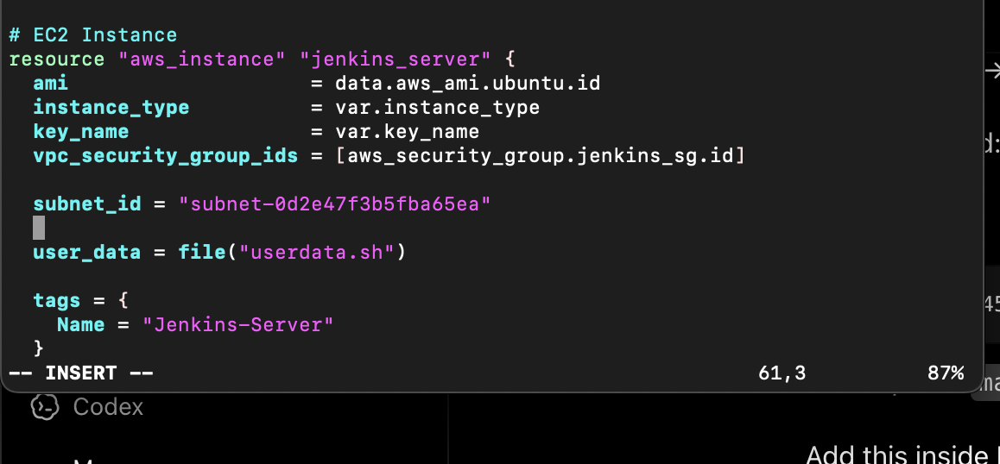 # EC2 Instance
resource "aws_instance" "jenkins_server" {
  ami                    = data.aws_ami.ubuntu.id
  instance_type          = var.instance_type
  key_name               = var.key_name
  vpc_security_group_ids = [aws_security_group.jenkins_sg.id]
  subnet_id = "subnet-0d2e47f3b5fba65ea"
  user_data = file("userdata.sh")
  tags = {
    Name = "Jenkins-Server"
  }
-- INSERT -- 61,3 87%
d:
45
ma
Codex
Add this inside